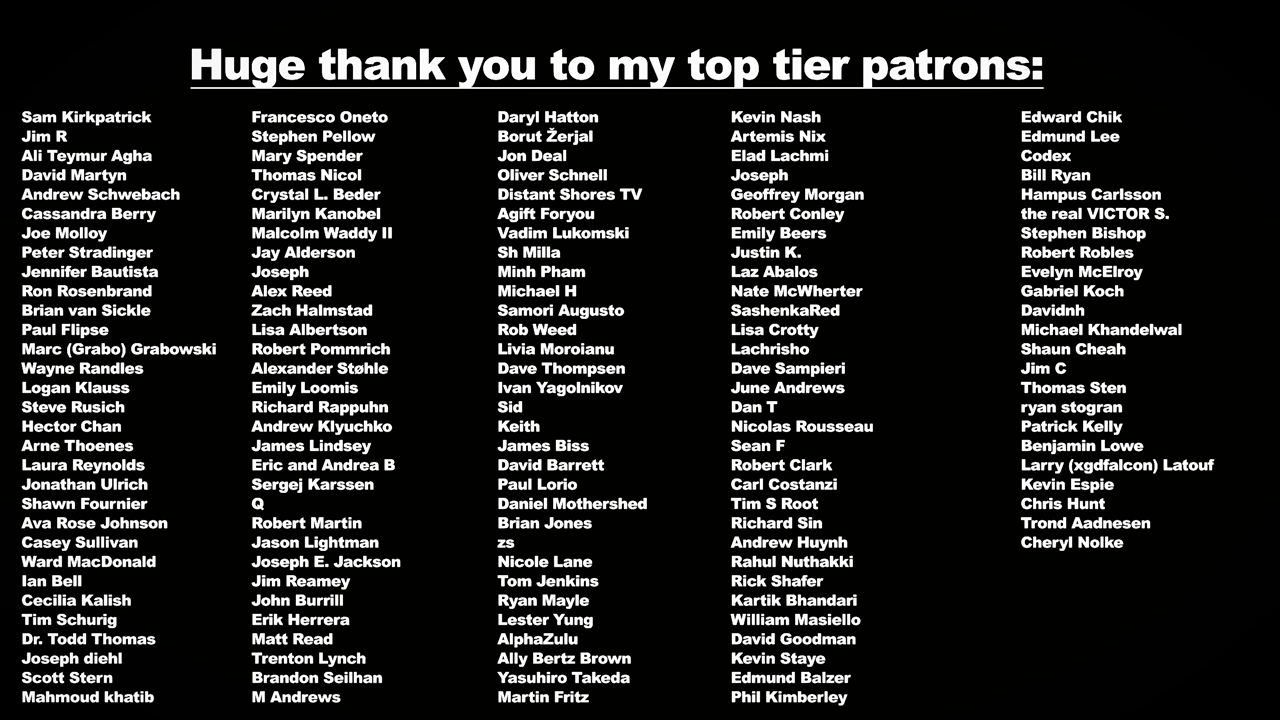 Huge thank you to my top tier patrons:
Sam Kirkpatrick
Jim R
Ali Teymur Agha
David Martyn
Andrew Schwebach
Cassandra Berry
Joe Molloy
Peter Stradinger
Jennifer Bautista
Ron Rosenbrand
Brian van Sickle
Paul Flipse
Marc (Grabo) Grabowski
Wayne Randles
Logan Klauss
Steve Rusich
Hector Chan
Arne Thoenes
Laura Reynolds
Jonathan Ulrich
Shawn Fournier
Ava Rose Johnson
Casey Sullivan
Ward MacDonald
Ian Bell
Cecilia Kalish
Tim Schurig
Dr. Todd Thomas
Joseph diehl
Scott Stern
Mahmoud khatib
Francesco Oneto
Stephen Pellow
Mary Spender
Thomas Nicol
Crystal L. Beder
Marilyn Kanobel
Malcolm Waddy II
Jay Alderson
Joseph
Alex Reed
Zach Halmstad
Lisa Albertson
Robert Pommrich
Alexander Støhle
Emily Loomis
Richard Rappuhn
Andrew Klyuchko
James Lindsey
Eric and Andrea B
Sergej Karssen
Q
Robert Martin
Jason Lightman
Joseph E. Jackson
Jim Reamey
John Burrill
Erik Herrera
Matt Read
Trenton Lynch
Brandon Seilhan
M Andrews
Daryl Hatton
Borut Žerjal
Jon Deal
Oliver Schnell
Distant Shores TV
Agift Foryou
Vadim Lukomski
Sh Milla
Minh Pham
Michael H
Samori Augusto
Rob Weed
Livia Moroianu
Dave Thompsen
Ivan Yagolnikov
Sid
Keith
James Biss
David Barrett
Paul Lorio
Daniel Mothershed
Brian Jones
zs
Nicole Lane
Tom Jenkins
Ryan Mayle
Lester Yung
AlphaZulu
Ally Bertz Brown
Yasuhiro Takeda
Martin Fritz
Kevin Nash
Artemis Nix
Elad Lachmi
Joseph
Geoffrey Morgan
Robert Conley
Emily Beers
Justin K.
Laz Abalos
Nate McWherter
SashenkaRed
Lisa Crotty
Lachrisho
Dave Sampieri
June Andrews
Dan T
Nicolas Rousseau
Sean F
Robert Clark
Carl Costanzi
Tim S Root
Richard Sin
Andrew Huynh
Rahul Nuthakki
Rick Shafer
Kartik Bhandari
William Masiello
David Goodman
Kevin Staye
Edmund Balzer
Phil Kimberley
Edward Chik
Edmund Lee
Codex
Bill Ryan
Hampus Carlsson
the real VICTOR S.
Stephen Bishop
Robert Robles
Evelyn McElroy
Gabriel Koch
Davidnh
Michael Khandelwal
Shaun Cheah
Jim C
Thomas Sten
ryan stogran
Patrick Kelly
Benjamin Lowe
Larry (xgdfalcon) Latouf
Kevin Espie
Chris Hunt
Trond Aadnesen
Cheryl Nolke